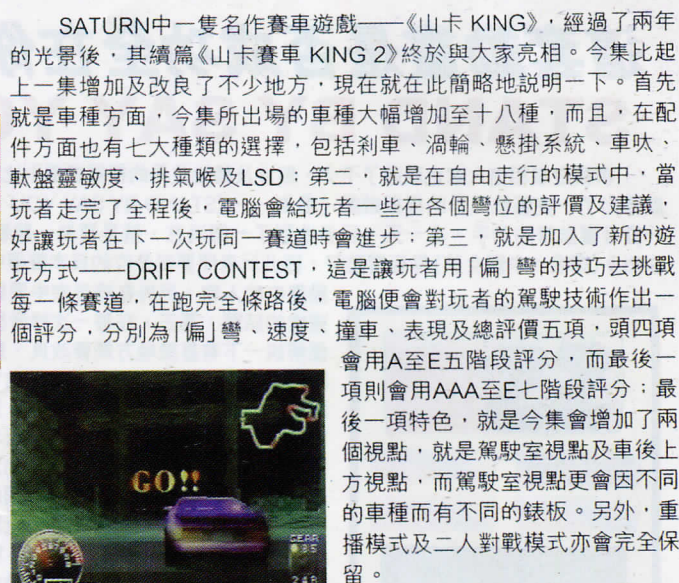 SATURN中一隻名作賽車遊戲——《山卡 KING》，經過了兩年
的光景後，其續篇《山卡賽車 KING 2》終於與大家亮相。今集比起
上一集增加及改良了不少地方，現在就在此簡略地說明一下。首先
就是車種方面，今集所出場的車種大幅增加至十八種，而且，在配
件方面也有七大種類的選擇，包括剎車、渦輪、懸掛系統、車呔、
軚盤靈敏度、排氣喉及LSD；第二，就是在自由走行的模式中，當
玩者走完了全程後，電腦會給玩者一些在各個彎位的評價及建議，
好讓玩者在下一次玩同一賽道時會進步；第三，就是加入了新的遊
玩方式——DRIFT CONTEST，這是讓玩者用「偏」彎的技巧去挑戰
每一條賽道，在跑完全條路後，電腦便會對玩者的駕駛技術作出一
個評分，分別為「偏」彎、速度、撞車、表現及總評價五項，頭四項
會用A至E五階段評分，而最後一
項則會用AAA至E七階段評分；最
後一項特色，就是今集會增加了兩
個視點，就是駕駛室視點及車後上
方視點，而駕駛室視點更會因不同
的車種而有不同的錶板。另外，重
播模式及二人對戰模式亦會完全保
留。
GO!!
GEAR